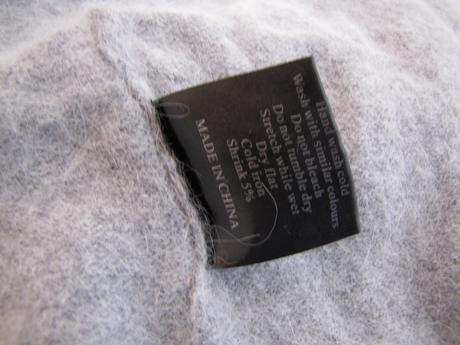 Hand wash cold
Wash with similar colours
Do not bleach
Do not tumble dry
Stretch while wet
Dry flat
Cold iron
Shrink 5%
MADE IN CHINA